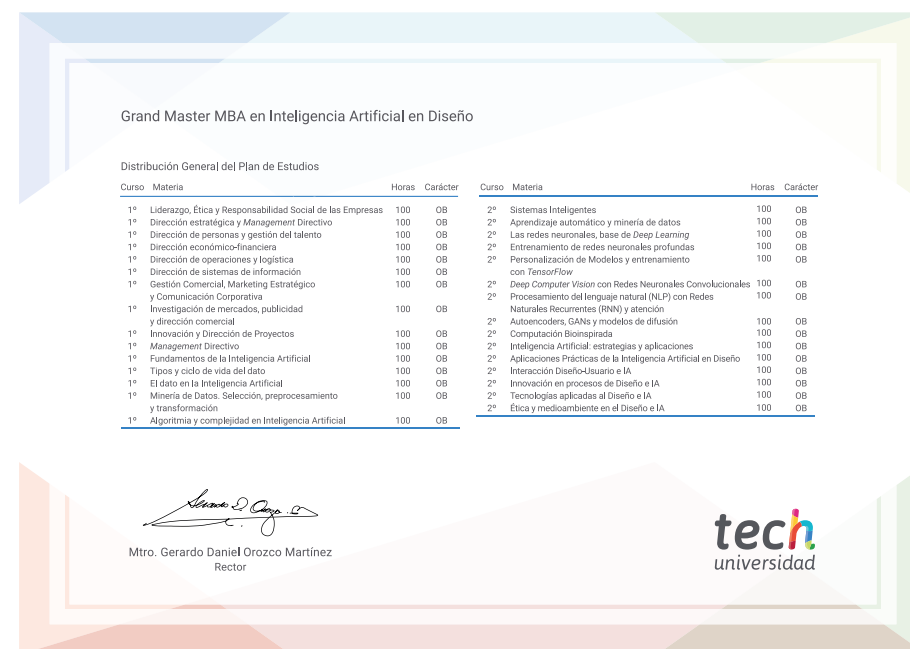 Grand Master MBA en Inteligencia Artificial en Diseño
Distribución General del Plan de Estudios
Curso Materia Horas Carácter
1º Liderazgo, Ética y Responsabilidad Social de las Empresas 100 OB
1º Dirección estratégica y Management Directivo 100 OB
1º Dirección de personas y gestión del talento 100 OB
1º Dirección económico-financiera 100 OB
1º Dirección de operaciones y logística 100 OB
1º Dirección de sistemas de información 100 OB
1º Gestión Comercial, Marketing Estratégico 100 OB
y Comunicación Corporativa
1º Investigación de mercados, publicidad 100 OB
y dirección comercial
1º Innovación y Dirección de Proyectos 100 OB
1º Management Directivo 100 OB
1º Fundamentos de la Inteligencia Artificial 100 OB
1º Tipos y ciclo de vida del dato 100 OB
1º El dato en la Inteligencia Artificial 100 OB
1º Minería de Datos. Selección, preprocesamiento 100 OB
y transformación
1º Algoritmia y complejidad en Inteligencia Artificial 100 OB
Curso Materia Horas Carácter
2º Sistemas Inteligentes 100 OB
2º Aprendizaje automático y minería de datos 100 OB
2º Las redes neuronales, base de Deep Learning 100 OB
2º Entrenamiento de redes neuronales profundas 100 OB
2º Personalización de Modelos y entrenamiento 100 OB
con TensorFlow
2º Deep Computer Vision con Redes Neuronales Convolucionales 100 OB
2º Procesamiento del lenguaje natural (NLP) con Redes 100 OB
Naturales Recurrentes (RNN) y atención
2º Autoencoders, GANs y modelos de difusión 100 OB
2º Computación Bioinspirada 100 OB
2º Inteligencia Artificial: estrategias y aplicaciones 100 OB
2º Aplicaciones Prácticas de la Inteligencia Artificial en Diseño 100 OB
2º Interacción Diseño-Usuario e IA 100 OB
2º Innovación en procesos de Diseño e IA 100 OB
2º Tecnologías aplicadas al Diseño e IA 100 OB
2º Ética y medioambiente en el Diseño e IA 100 OB
Mtro. Gerardo Daniel Orozco Martínez
Rector
tech
universidad